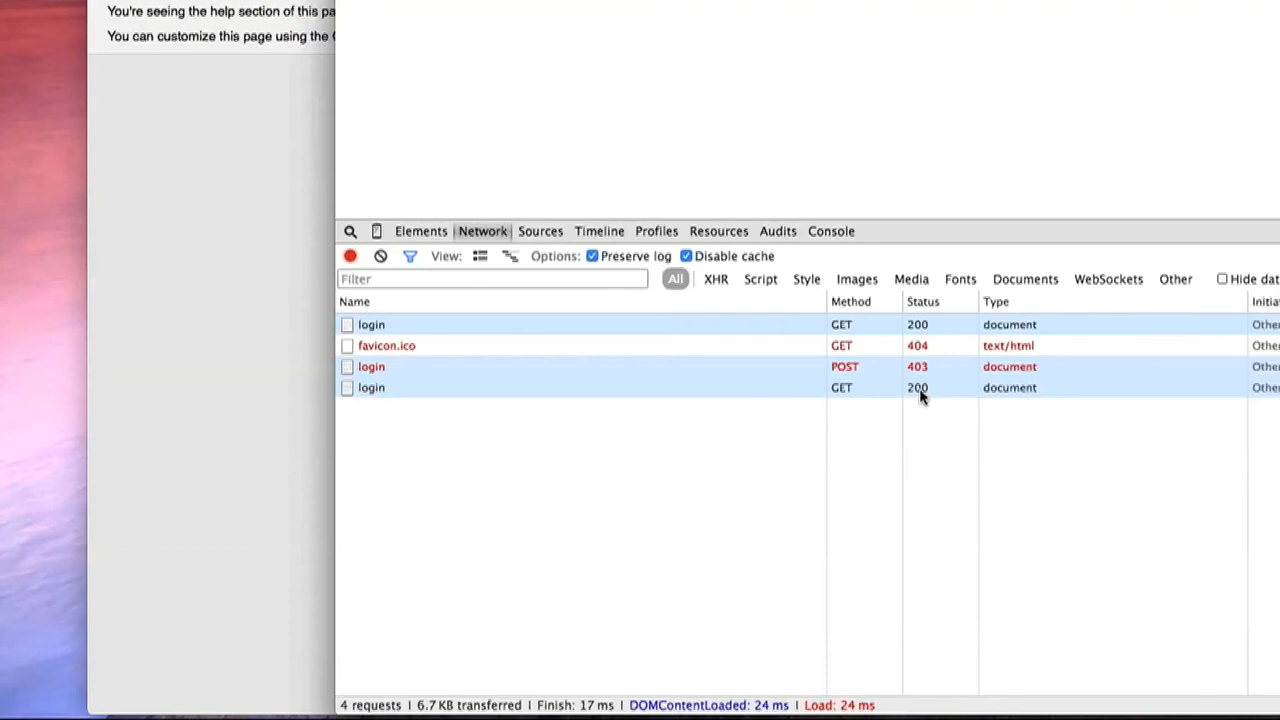 You're seeing the help section of this pa
You can customize this page using the
Elements Network Sources Timeline Profiles Resources Audits Console
View: Options: Preserve log Disable cache
Filter All XHR Script Style Images Media Fonts Documents WebSockets Other Hide dat
Name Method Status Type Initia
login GET 200 document Othe
favicon.ico GET 404 text/html Othe
login POST 403 document Othe
login GET 200 document Othe
4 requests | 6.7 KB transferred | Finish: 17 ms | DOMContentLoaded: 24 ms | Load: 24 ms